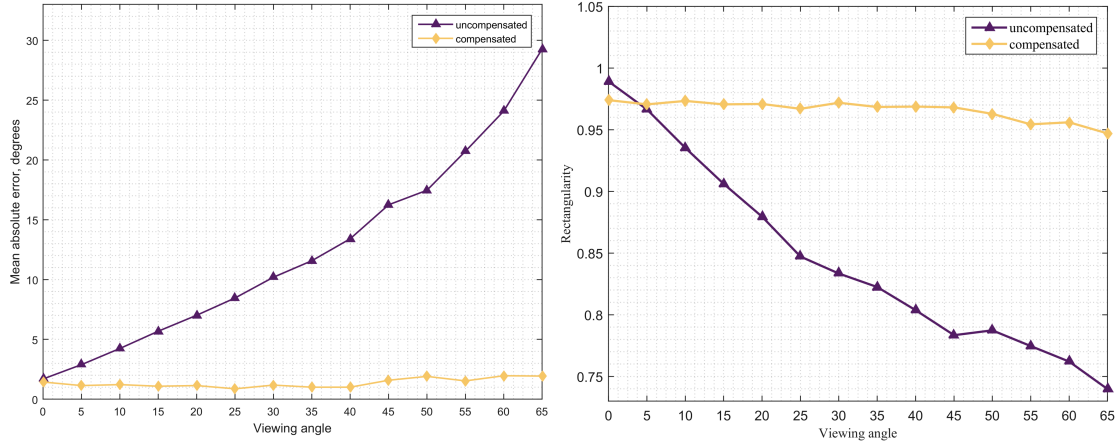 uncompensated
compensated
30
25
20
15
10
5
0
Mean absolute error, degrees
0 5 10 15 20 25 30 35 40 45 50 55 60 65
Viewing angle
1.05
uncompensated
compensated
1
0.95
0.9
0.85
0.8
0.75
Rectangularity
0 5 10 15 20 25 30 35 40 45 50 55 60 65
Viewing angle